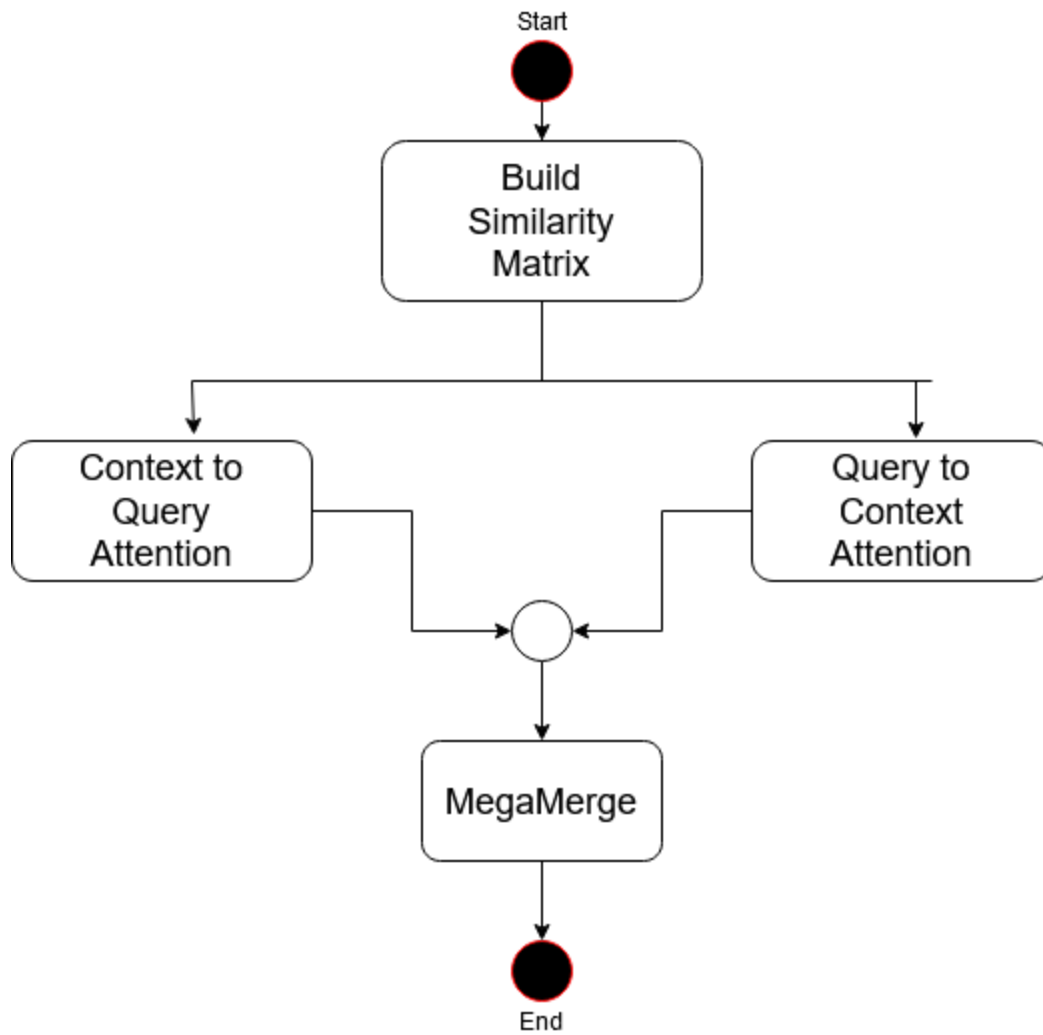 Start
Build
Similarity
Matrix
Context to
Query
Attention
Query to
Context
Attention
MegaMerge
End